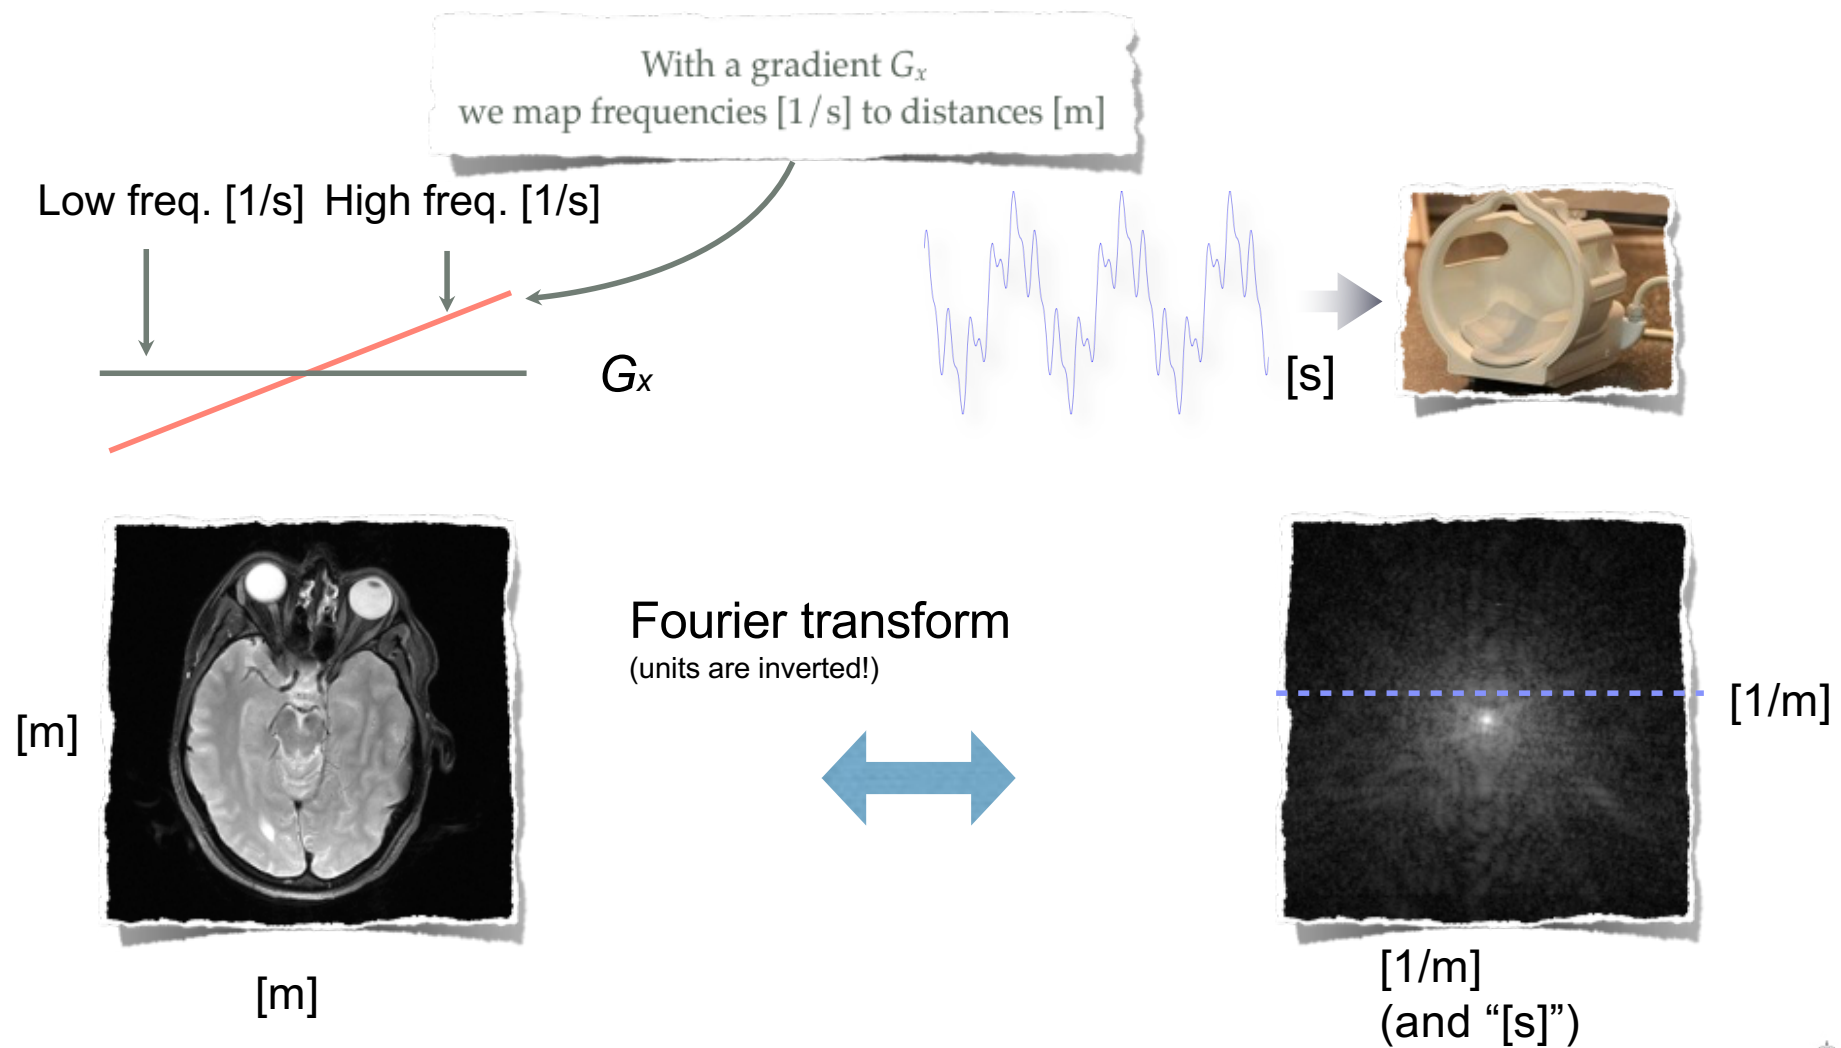 With a gradient Gx
we map frequencies [1/s] to distances [m]
Low freq. [1/s] High freq. [1/s]
Gx
[s]
Fourier transform
(units are inverted!)
[m]
[1/m]
[m]
[1/m]
(and “[s]”)